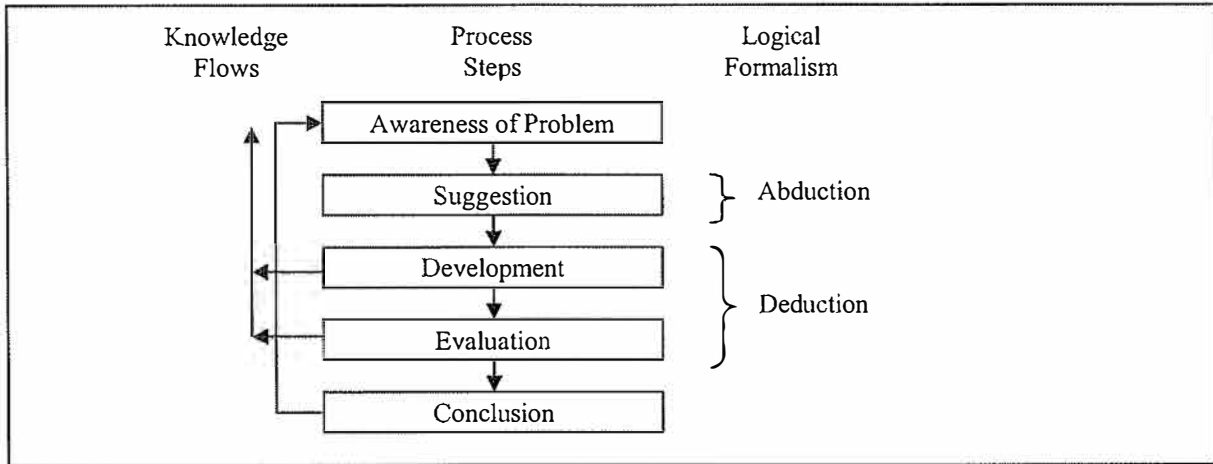 Knowledge Flows
Process Steps
Logical Formalism
Awareness of Problem
Suggestion
Abduction
Development
Deduction
Evaluation
Conclusion